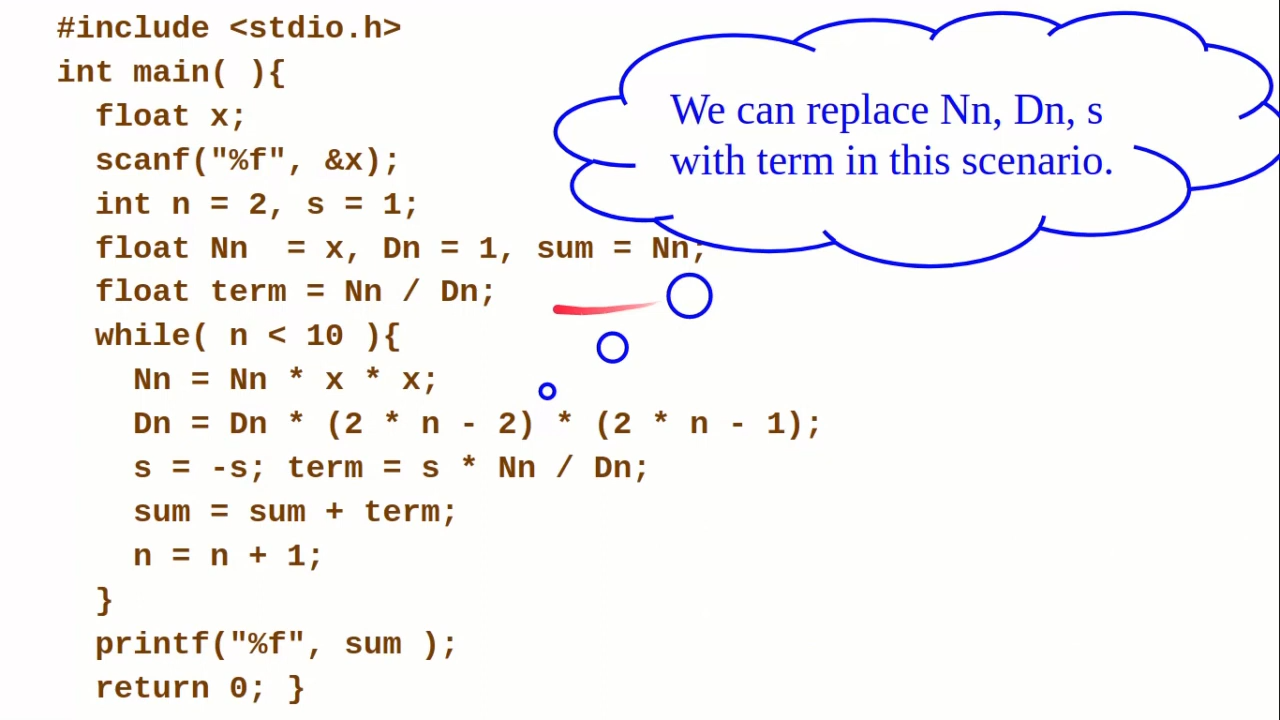 #include <stdio.h>
int main( ){
  float x;
  scanf("%f", &x);
  int n = 2, s = 1;
  float Nn  = x, Dn = 1, sum = Nn;
  float term = Nn / Dn;
  while( n < 10 ){
    Nn = Nn * x * x;
    Dn = Dn * (2 * n - 2) * (2 * n - 1);
    s = -s; term = s * Nn / Dn;
    sum = sum + term;
    n = n + 1;
  }
  printf("%f", sum );
  return 0; }
We can replace Nn, Dn, s
with term in this scenario.